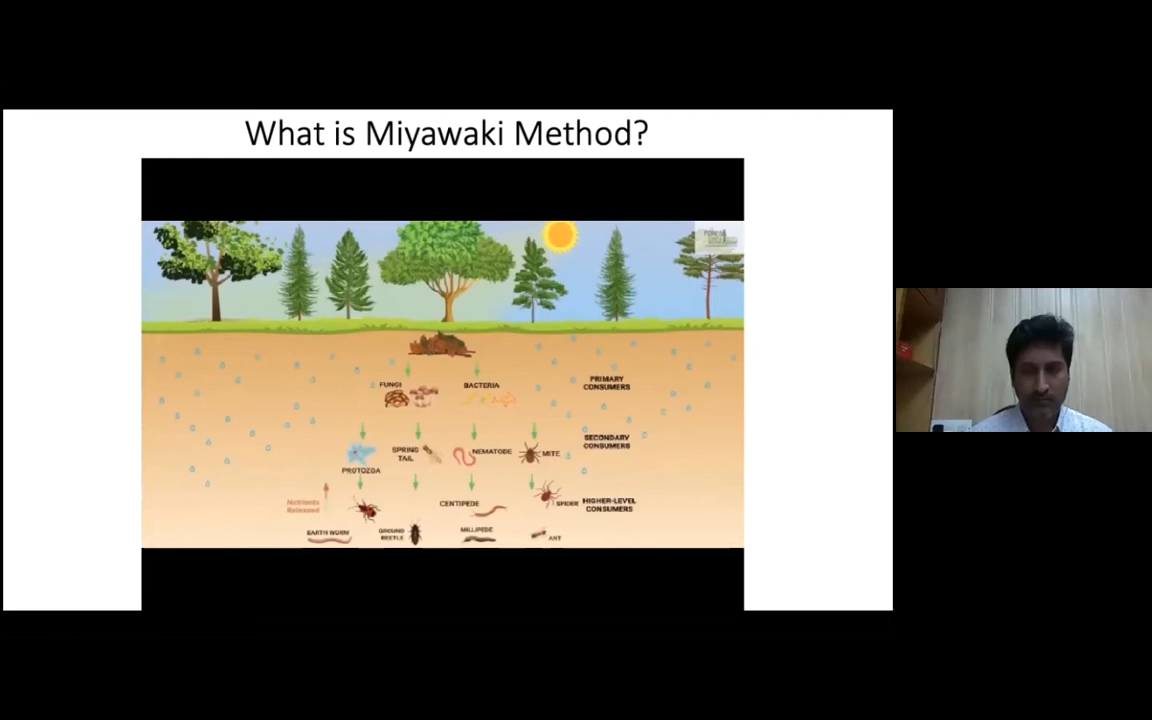 What is Miyawaki Method?
FUNGI
BACTERIA
PRIMARY
CONSUMERS
SPRING
TAIL
NEMATODE
MITE
SECONDARY
CONSUMERS
PROTOZOA
Nutrients
Released
CENTIPEDE
SPIDER
HIGHER-LEVEL
CONSUMERS
EARTH WORM
GROUND
BEETLE
MILLIPEDE
ANT